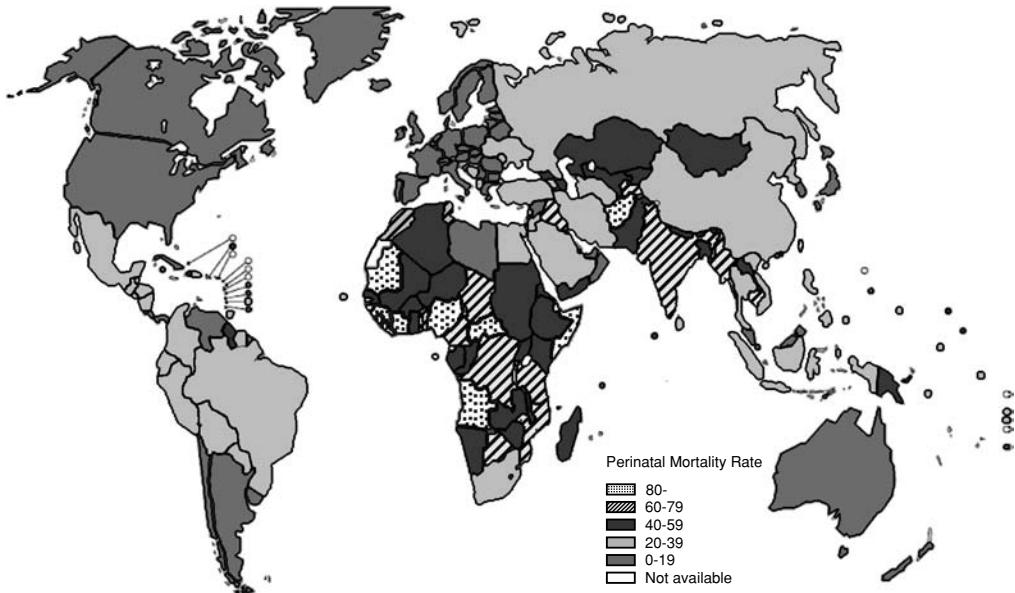 Perinatal Mortality Rate
80-
60-79
40-59
20-39
0-19
Not available